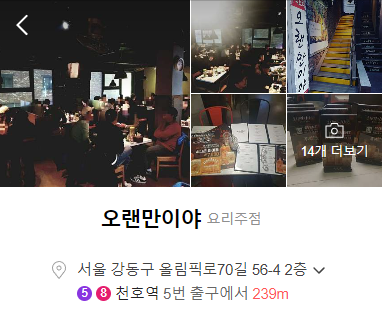 오랜만이야
14개 더보기
오랜만이야 요리주점
서울 강동구 올림픽로70길 56-4 2층
5 8 천호역 5번 출구에서 239m